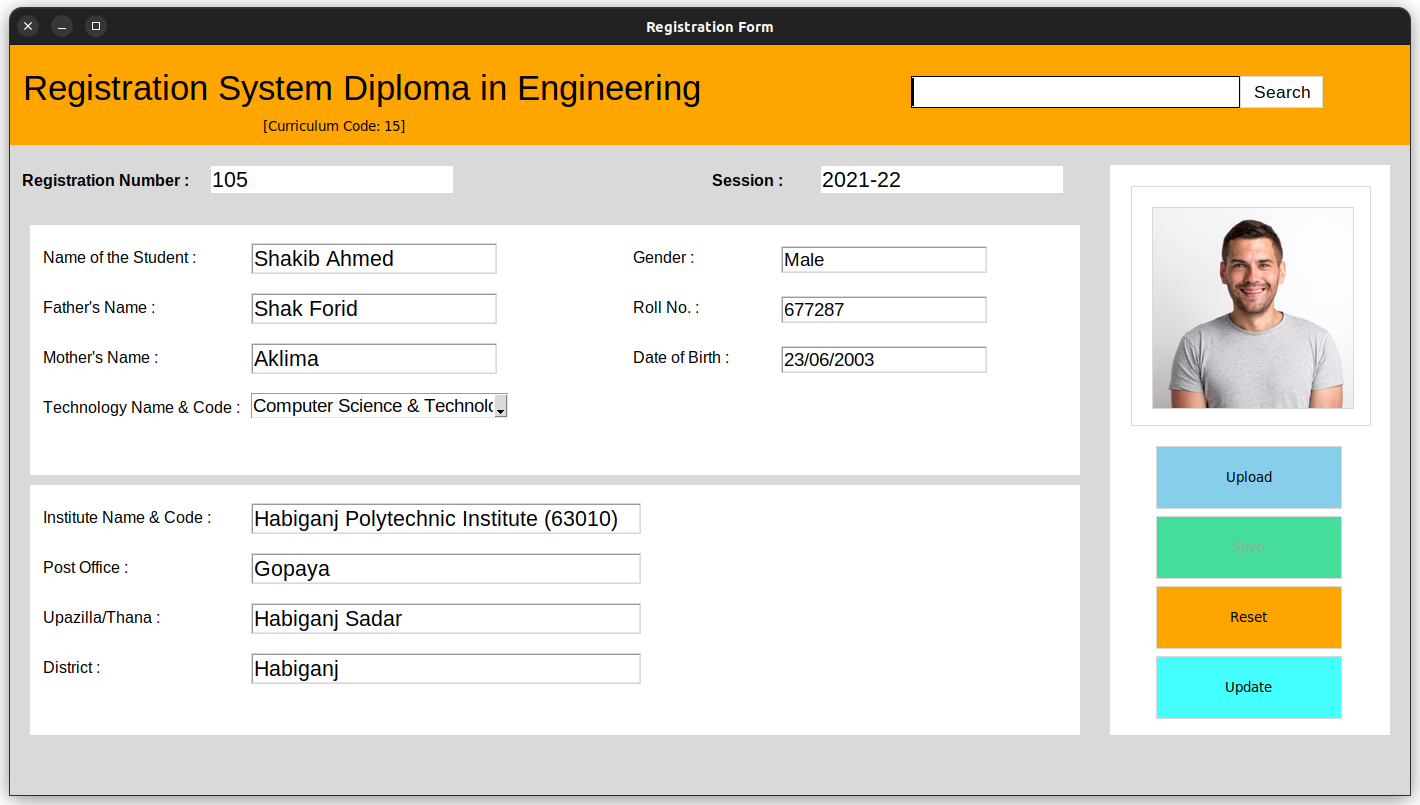 Registration Form
Registration System Diploma in Engineering
Search
[Curriculum Code: 15]
Registration Number : 105
Session : 2021-22
Name of the Student : Shakib Ahmed
Gender : Male
Father's Name : Shak Forid
Roll No. : 677287
Mother's Name : Aklima
Date of Birth : 23/06/2003
Technology Name & Code : Computer Science & Technolo
Institute Name & Code : Habiganj Polytechnic Institute (63010)
Post Office : Gopaya
Upazilla/Thana : Habiganj Sadar
District : Habiganj
Upload
Save
Reset
Update